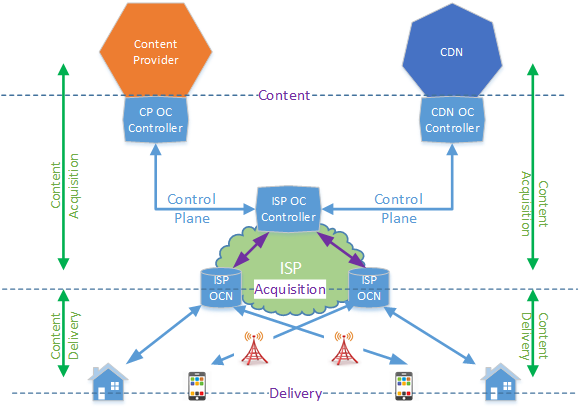 Content
Provider
CDN
Content
CP OC
Controller
CDN OC
Controller
Content
Acquisition
Content
Acquisition
Control
Plane
ISP OC
Controller
Control
Plane
ISP
ISP
OCN
Acquisition
ISP
OCN
Content
Delivery
Content
Delivery
Delivery